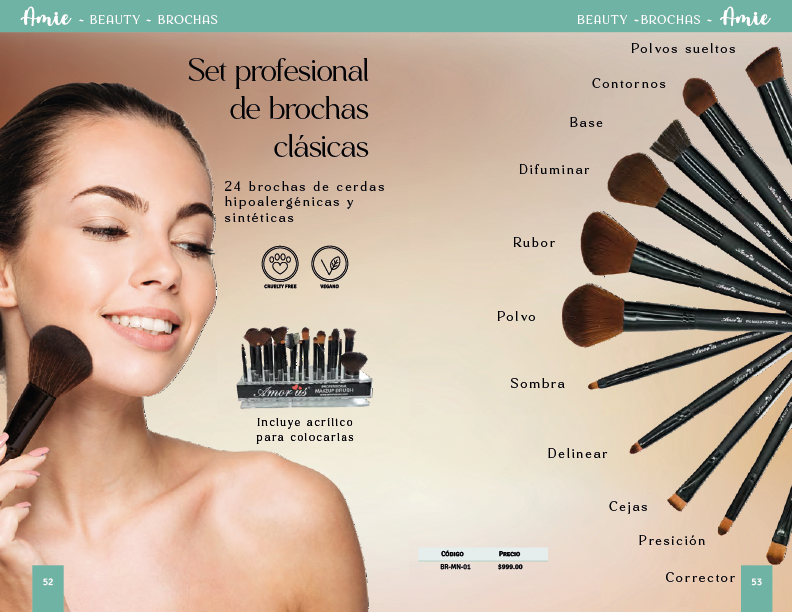 Amie ~ BEAUTY ~ BROCHAS
BEAUTY ~BROCHAS ~ Amie
Set profesional
de brochas
clásicas
24 brochas de cerdas
hipoalergénicas y
sintéticas
CRUELTY FREE
VEGANO
Amorus
PROFESSIONAL
MAKEUP BRUSH
Incluye acrílico
para colocarlas
Polvos sueltos
Contornos
Base
Difuminar
Rubor
Polvo
Sombra
Delinear
Cejas
Presición
Corrector
CÓDIGO PRECIO
BR-MN-01 $999.00
52
53